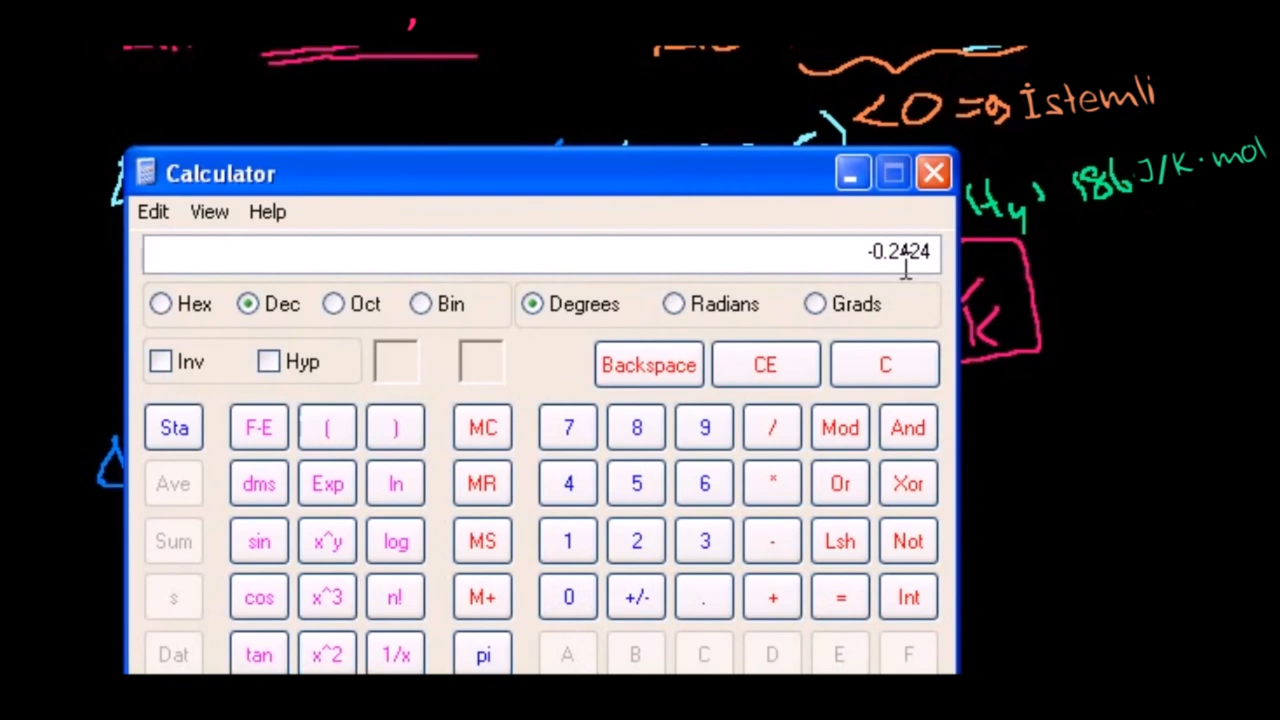 <0 => İstemli
Calculator
H4, 186 J/K·mol
Edit View Help
-0.2424
Hex Dec Oct Bin Degrees Radians Grads
K
Inv Hyp Backspace CE C
Sta F-E ( ) MC 7 8 9 / Mod And
Δ
Ave dms Exp ln MR 4 5 6 * Or Xor
Sum sin x^y log MS 1 2 3 - Lsh Not
s cos x^3 n! M+ 0 +/- . + = Int
Dat tan x^2 1/x pi A B C D E F